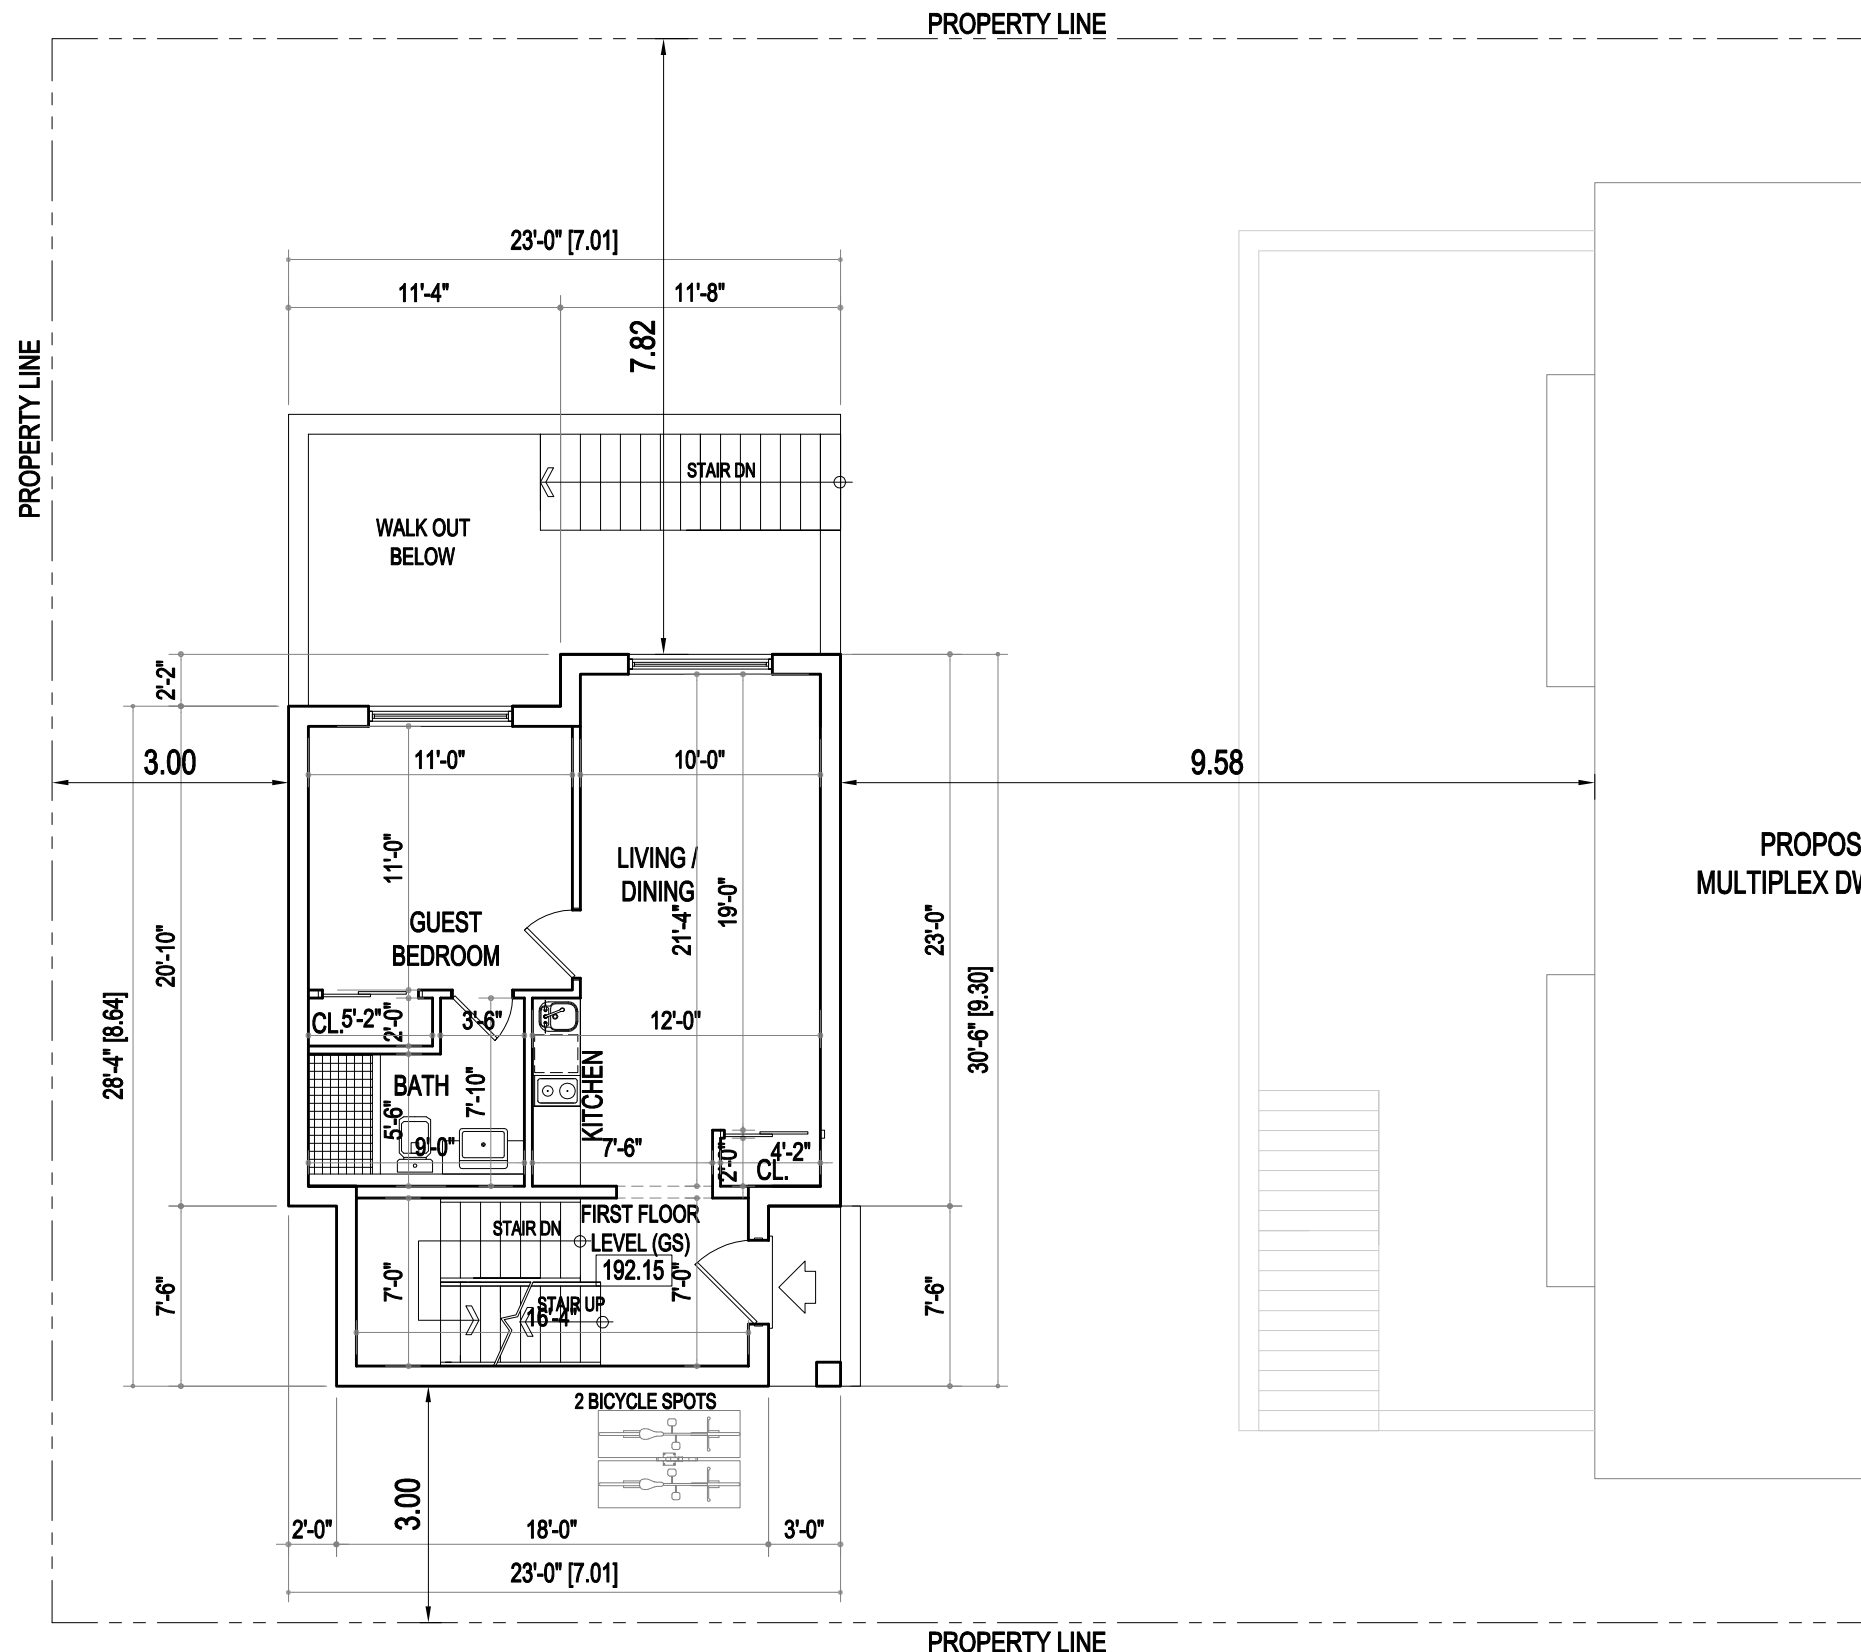 PROPERTY LINE
23'-0" [7.01]
11'-4"
11'-8"
7.82
PROPERTY LINE
STAIR DN
WALK OUT
BELOW
2'-2"
3.00
11'-0"
10'-0"
9.58
11'-0"
LIVING /
DINING
19'-0"
21'-4"
GUEST
BEDROOM
PROPOS
MULTIPLEX DW
20'-10"
23'-0"
28'-4" [8.64]
30'-6" [9.30]
CL.
5'-2"
2'-0"
3'-6"
12'-0"
BATH
7'-10"
KITCHEN
5'-6"
9'-0"
7'-6"
2'-0"
4'-2"
CL.
STAIR DN
FIRST FLOOR
LEVEL (GS)
192.15
7'-6"
7'-0"
7'-0"
7'-6"
STAIR UP
16'-4"
2 BICYCLE SPOTS
3.00
2'-0"
18'-0"
3'-0"
23'-0" [7.01]
PROPERTY LINE